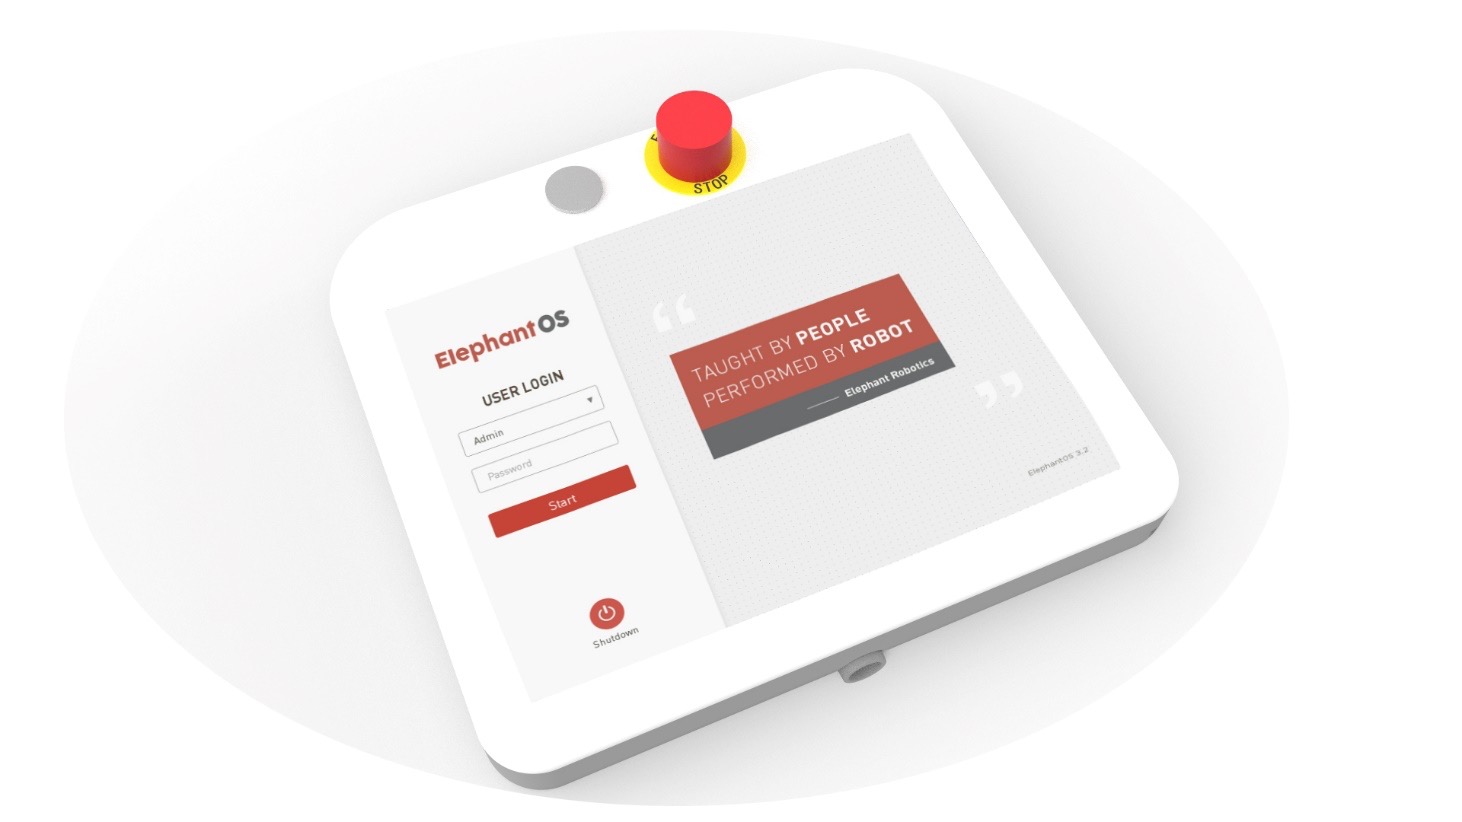 STOP
ElephantOS
USER LOGIN
Admin
Password
Start
Shutdown
TAUGHT BY PEOPLE
PERFORMED BY ROBOT
Elephant Robotics
ElephantOS 3.2